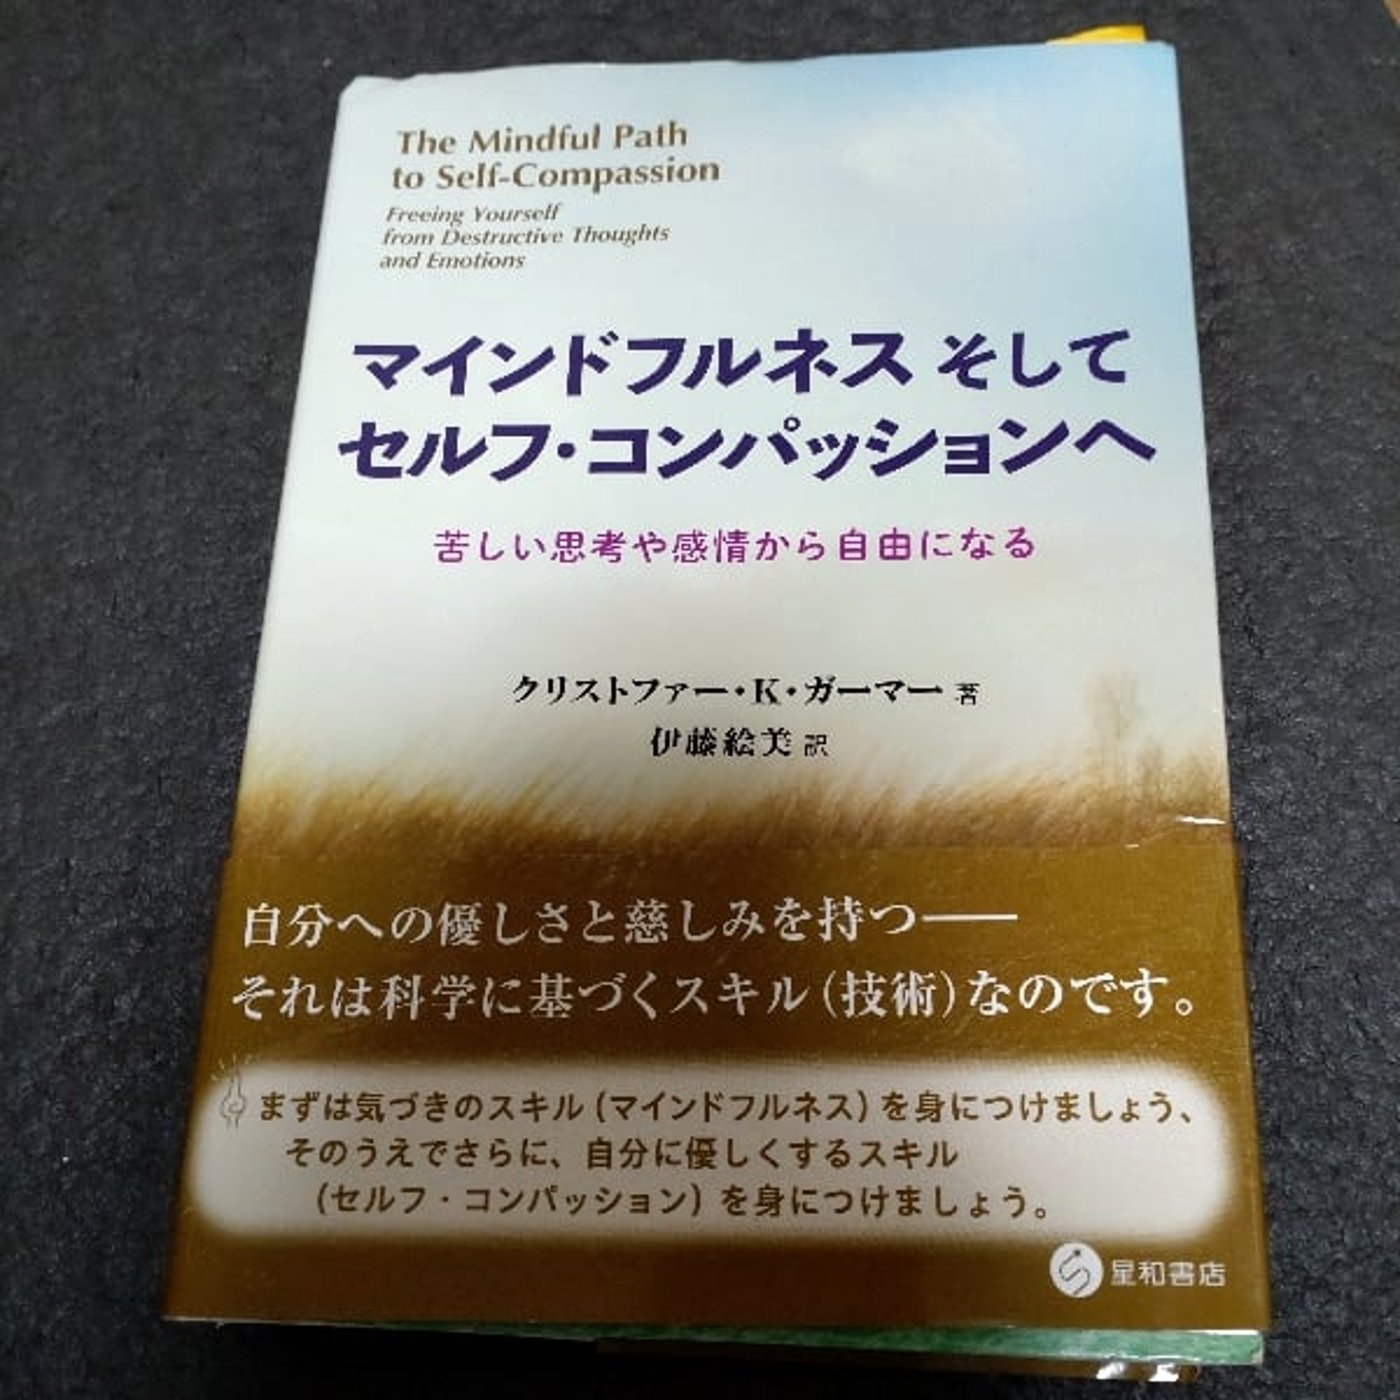 The Mindful Path
to Self-Compassion
Freeing Yourself
from Destructive Thoughts
and Emotions
マインドフルネス そして
セルフ・コンパッションへ
苦しい思考や感情から自由になる
クリストファー・K・ガーマー 著
伊藤絵美 訳
自分への優しさと慈しみを持つ――
それは科学に基づくスキル(技術)なのです。
まずは気づきのスキル(マインドフルネス)を身につけましょう、
そのうえでさらに、自分に優しくするスキル
(セルフ・コンパッション)を身につけましょう。
星和書店